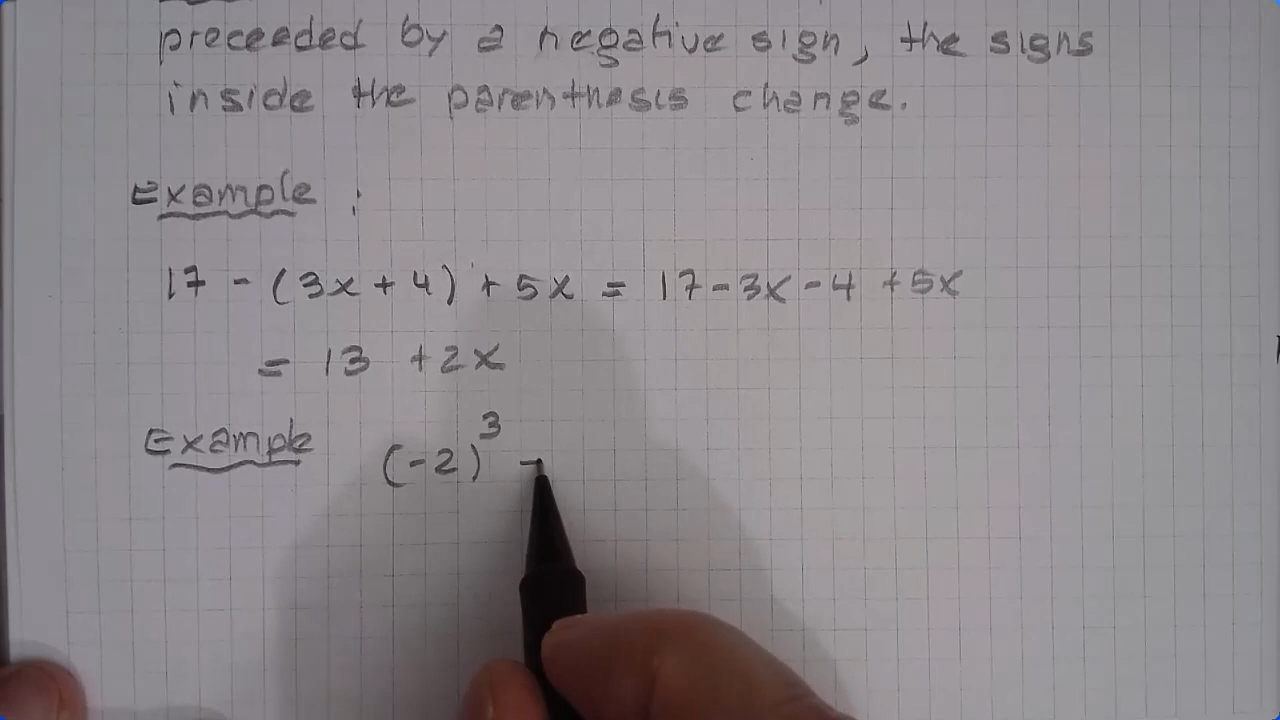 preceeded by a negative sign, the signs
inside the parenthesis change.
Example :
17 - (3x + 4) + 5x = 17 - 3x - 4 + 5x
= 13 + 2x
Example (-2)³ -